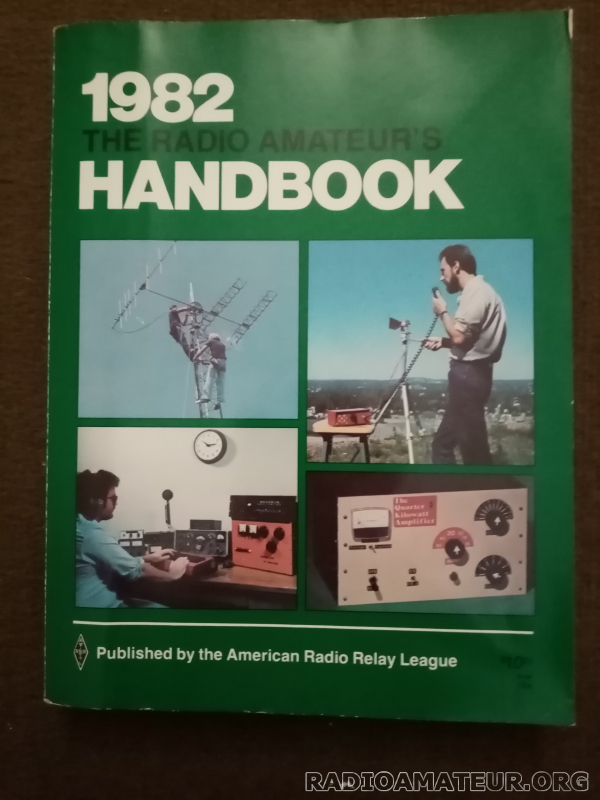 1982
THE RADIO AMATEUR'S
HANDBOOK
The
Quarter
Kilowatt
Amplifier
Published by the American Radio Relay League
RADIOAMATEUR.ORG